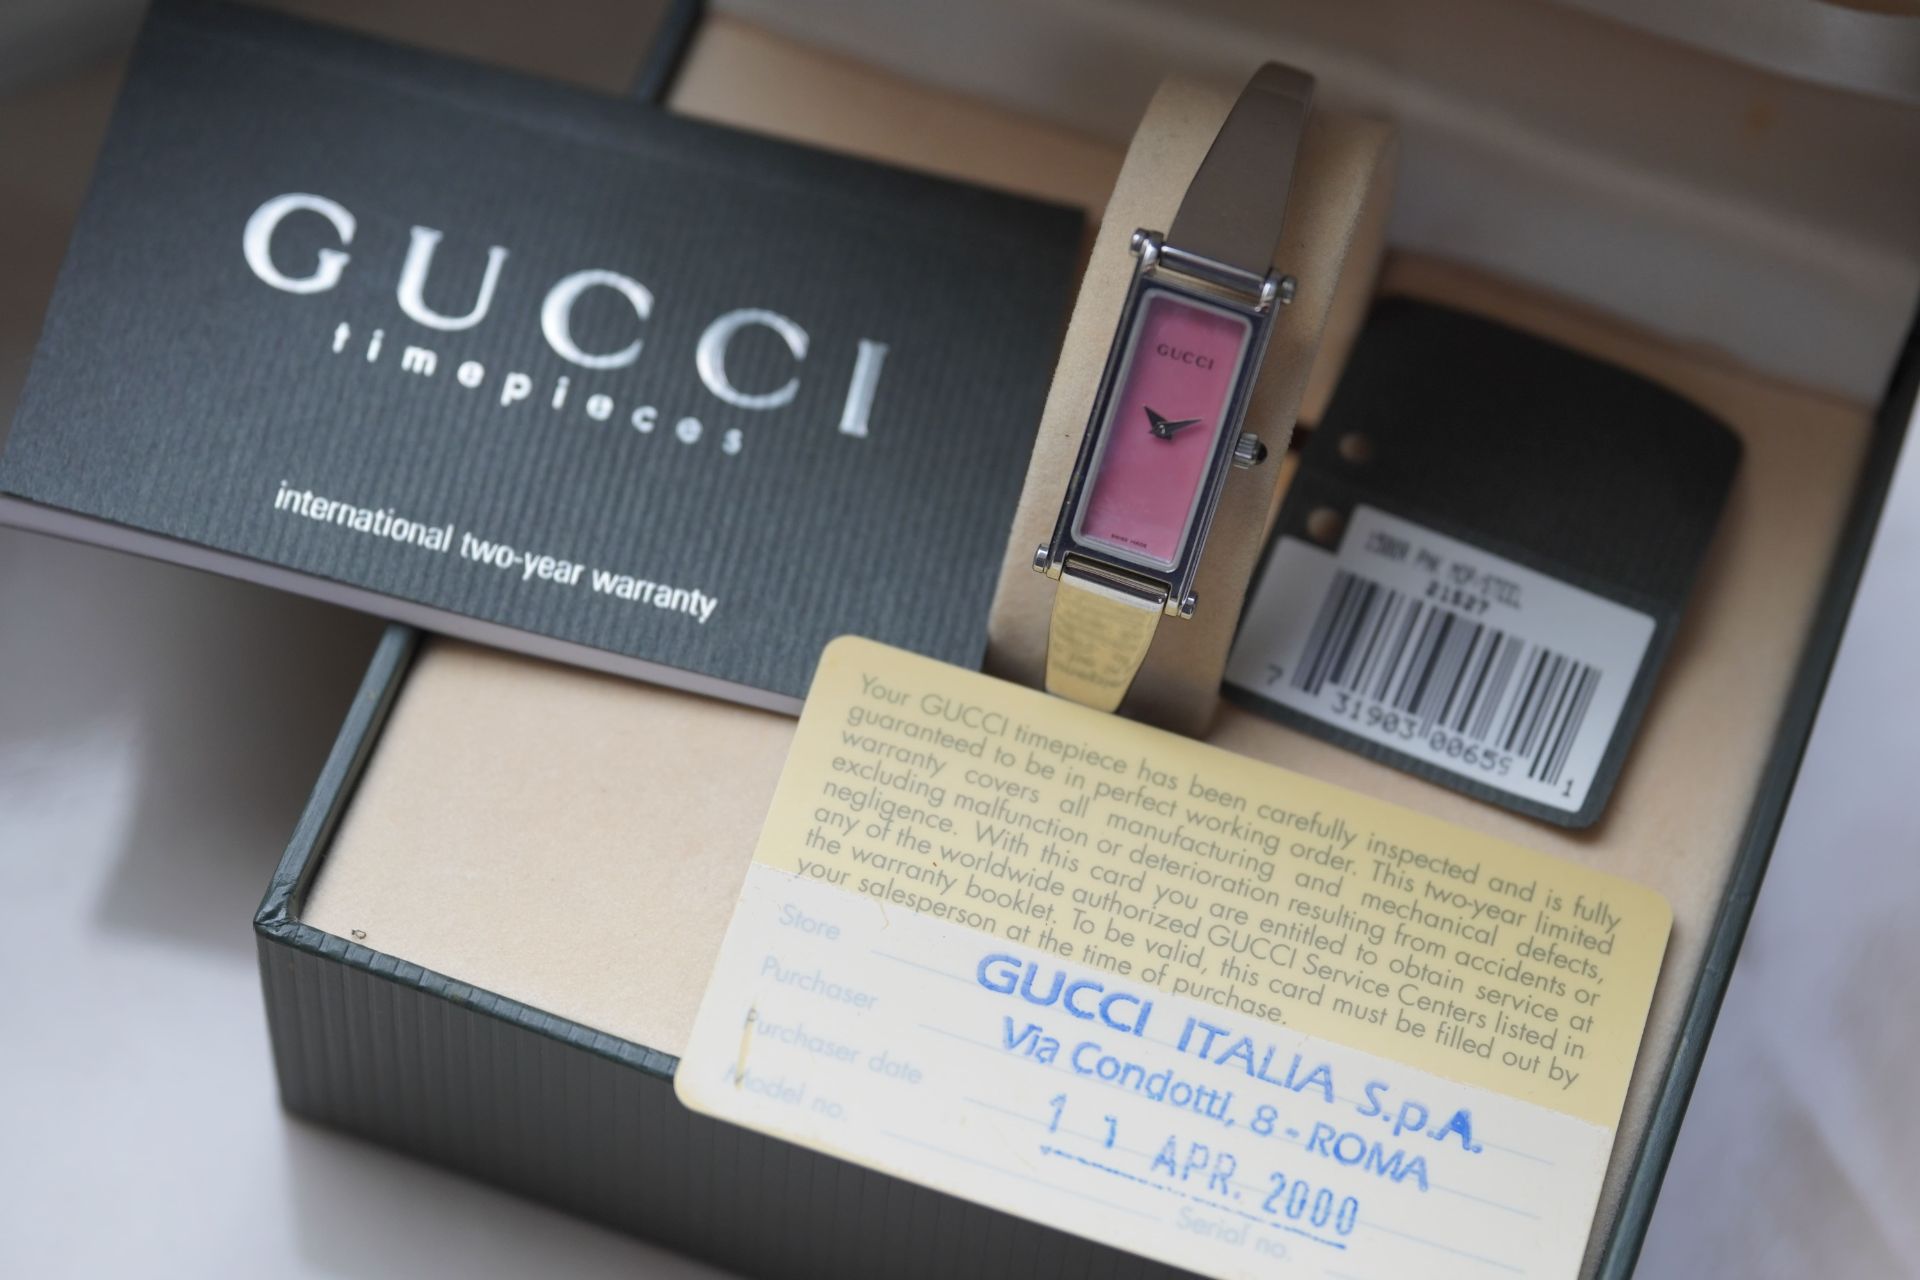 GUCCI
timepieces
international two-year warranty
GUCCI
SWISS MADE
21527
7 31903 00659 1
Your GUCCI timepiece has been carefully inspected and is fully
guaranteed to be in perfect working order. This two-year limited
warranty covers all manufacturing and mechanical defects,
excluding malfunction or deterioration resulting from accidents or
negligence. With this card you are entitled to obtain service at
any of the worldwide authorized GUCCI Service Centers listed in
the warranty booklet. To be valid, this card must be filled out by
your salesperson at the time of purchase.
Store
GUCCI ITALIA S.p.A.
Purchaser
Via Condotti, 8 - ROMA
Purchaser date
11 APR. 2000
Model no.
Serial no.